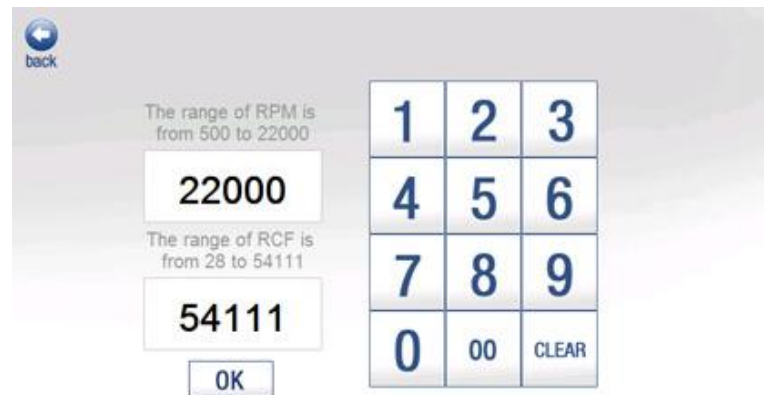 back
The range of RPM is
from 500 to 22000
22000
The range of RCF is
from 28 to 54111
54111
OK
1 2 3
4 5 6
7 8 9
0 00 CLEAR